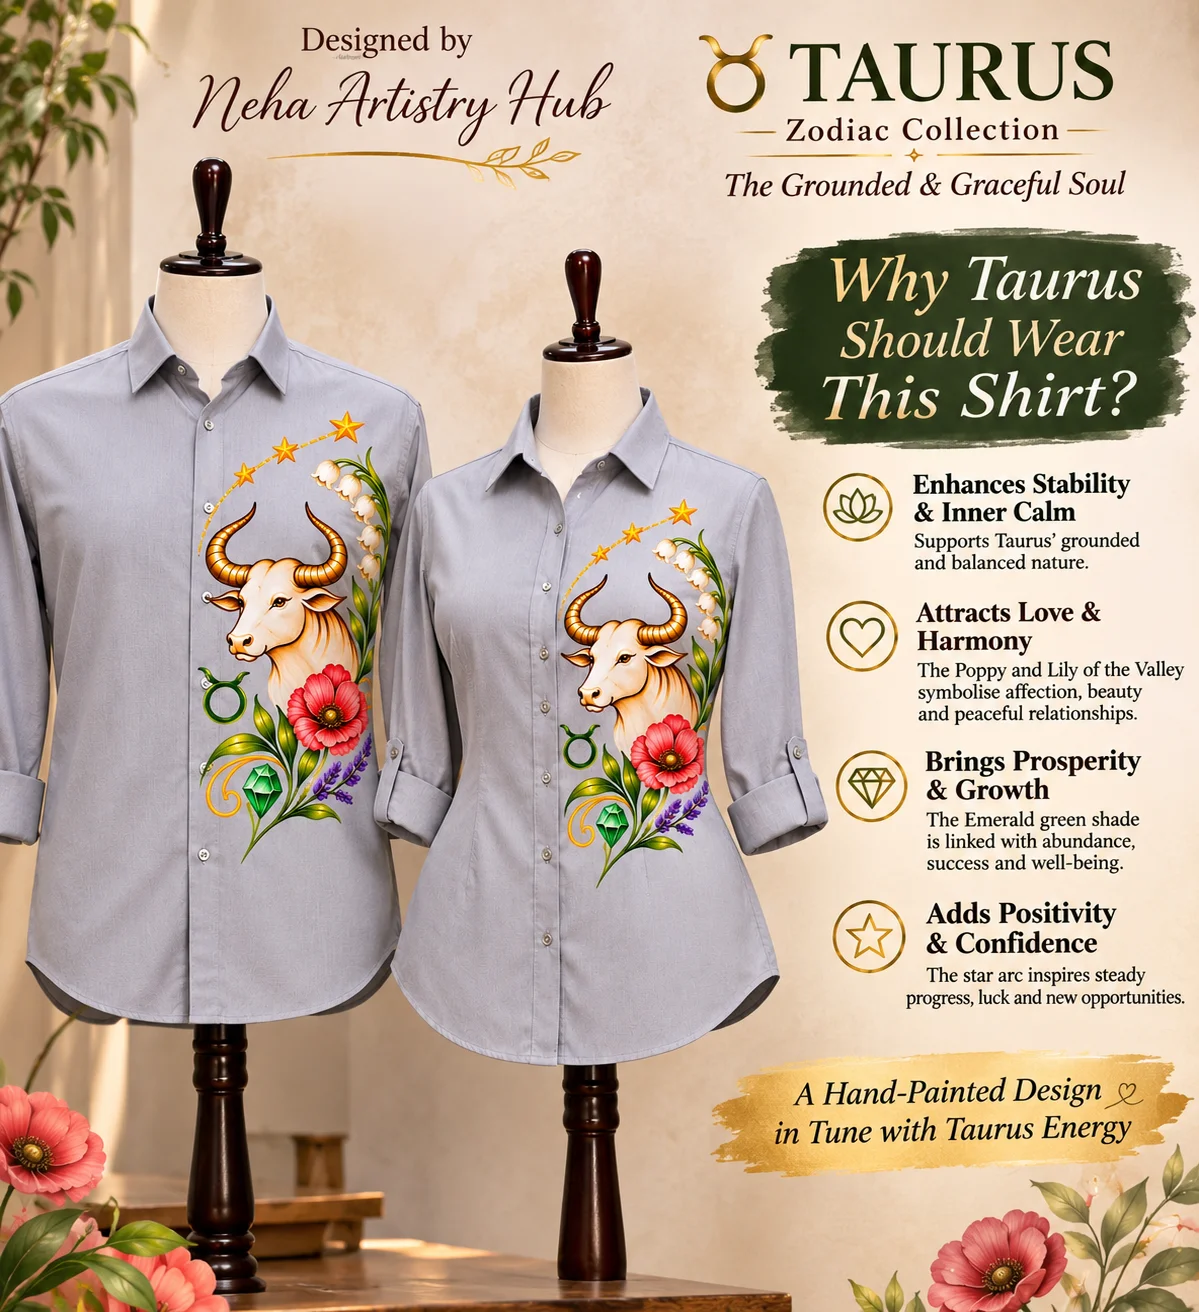 Designed by
Neha Artistry Hub
TAURUS
Zodiac Collection
The Grounded & Graceful Soul
Why Taurus
Should Wear
This Shirt?
Enhances Stability
& Inner Calm
Supports Taurus' grounded
and balanced nature.
Attracts Love &
Harmony
The Poppy and Lily of the Valley
symbolise affection, beauty
and peaceful relationships.
Brings Prosperity
& Growth
The Emerald green shade
is linked with abundance,
success and well-being.
Adds Positivity
& Confidence
The star arc inspires steady
progress, luck and new opportunities.
A Hand-Painted Design
in Tune with Taurus Energy